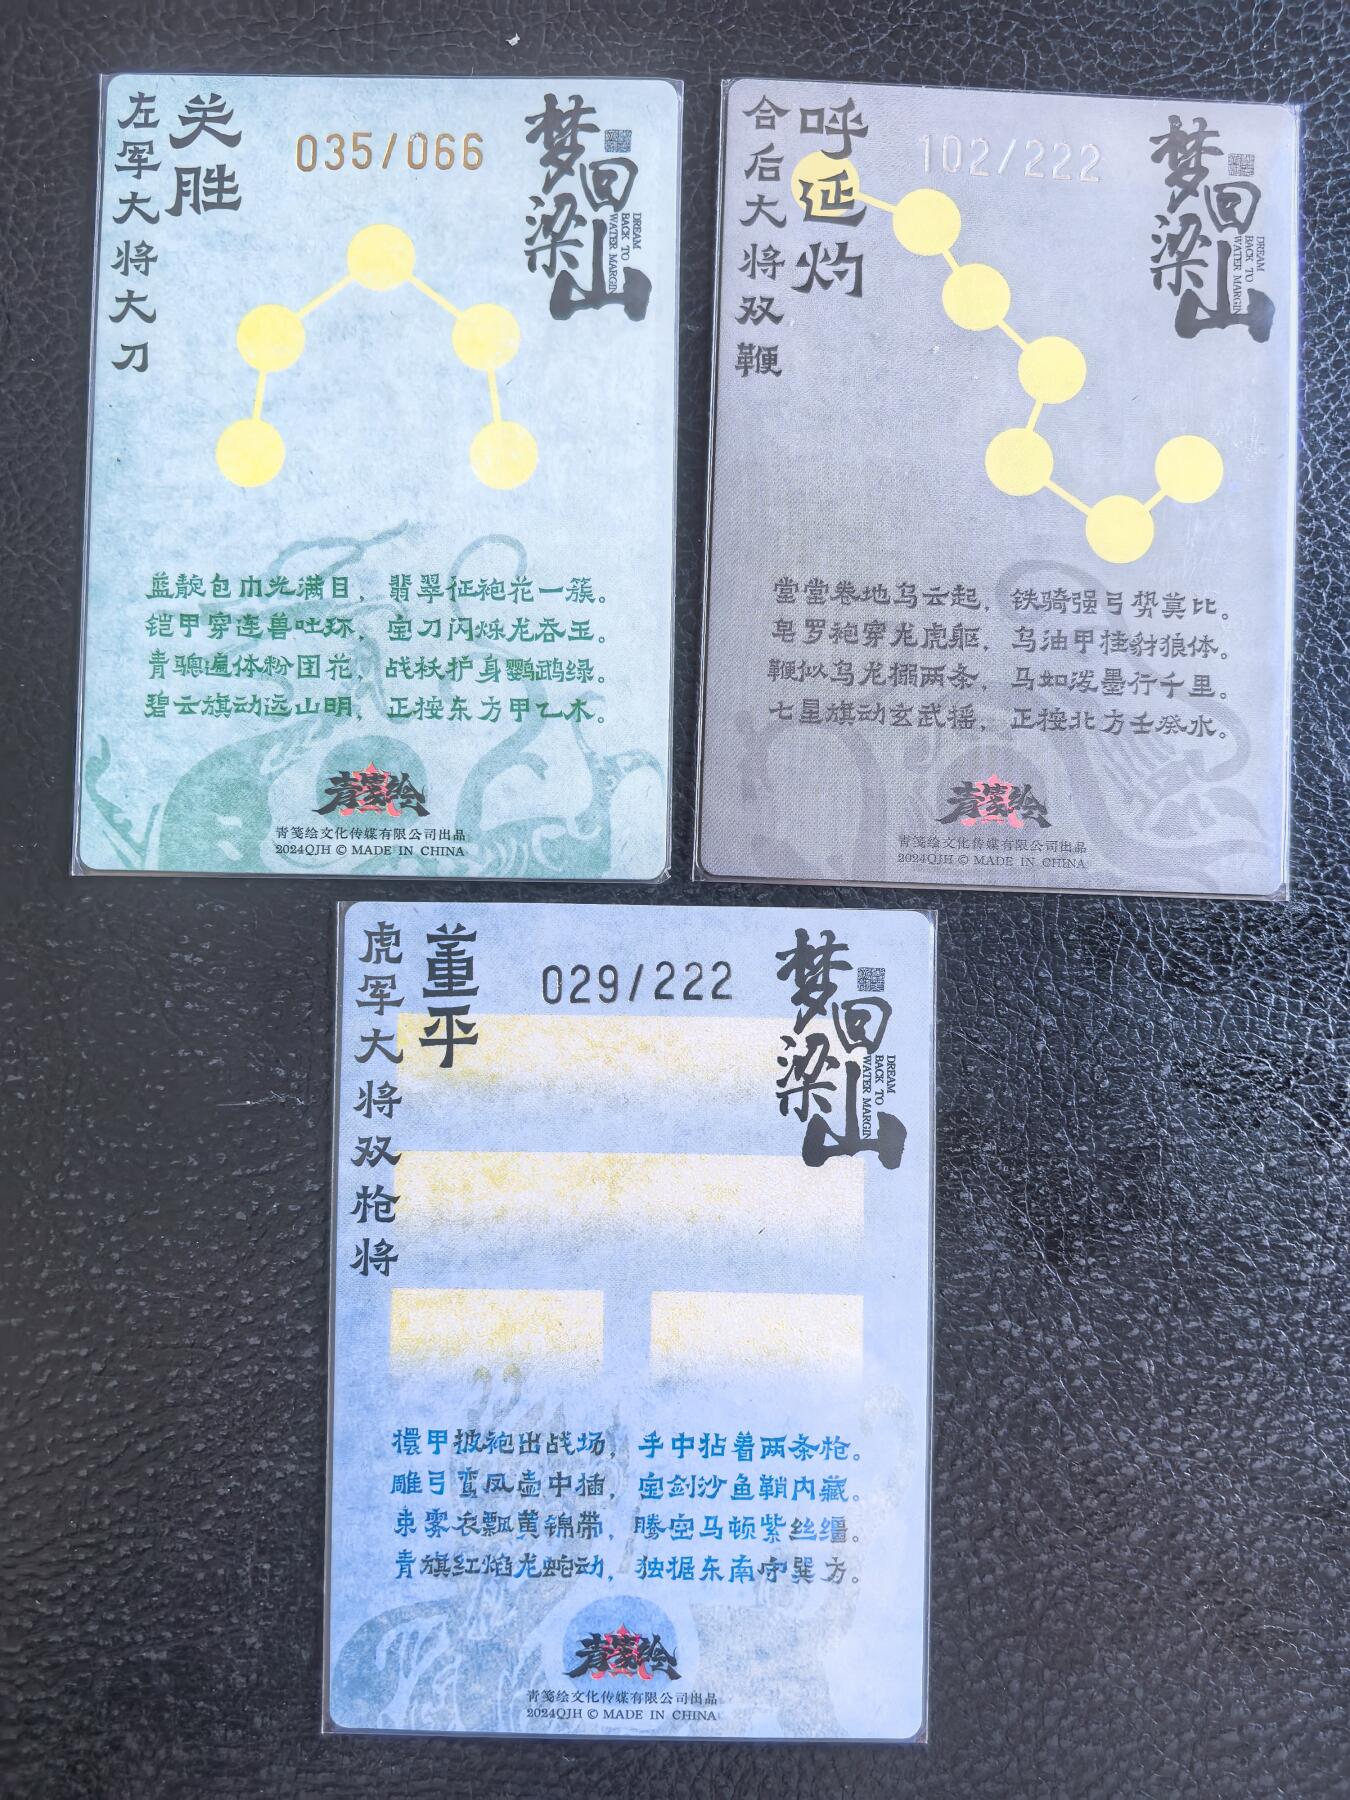 左军大将大刀
关胜
035/066
梦回梁山
DREAM
BACK TO
WATER MARGIN
蓝靛包巾光满目，翡翠征袍花一簇。
铠甲穿连兽吐环，宝刀闪烁龙吞玉。
青骢遍体粉团花，战袄护身鹦鹉绿。
碧云旗动远山明，正按东方甲乙木。
青笺绘
青笺绘文化传媒有限公司出品
2024QJH © MADE IN CHINA
合后大将双鞭
呼延灼
102/222
梦回梁山
DREAM
BACK TO
WATER MARGIN
堂堂卷地乌云起，铁骑强弓势莫比。
皂罗袍穿龙虎躯，乌油甲挂豺狼体。
鞭似乌龙搦两条，马如泼墨行千里。
七星旗动玄武摇，正按北方壬癸水。
青笺绘
青笺绘文化传媒有限公司出品
2024QJH © MADE IN CHINA
虎军大将双枪将
董平
029/222
梦回梁山
DREAM
BACK TO
WATER MARGIN
擐甲披袍出战场，手中拈着两条枪。
雕弓鸾凤壶中插，宝剑沙鱼鞘内藏。
束雾衣飘黄锦带，腾空马顿紫丝缰。
青旗红焰龙蛇动，独据东南守巽方。
青笺绘
青笺绘文化传媒有限公司出品
2024QJH © MADE IN CHINA